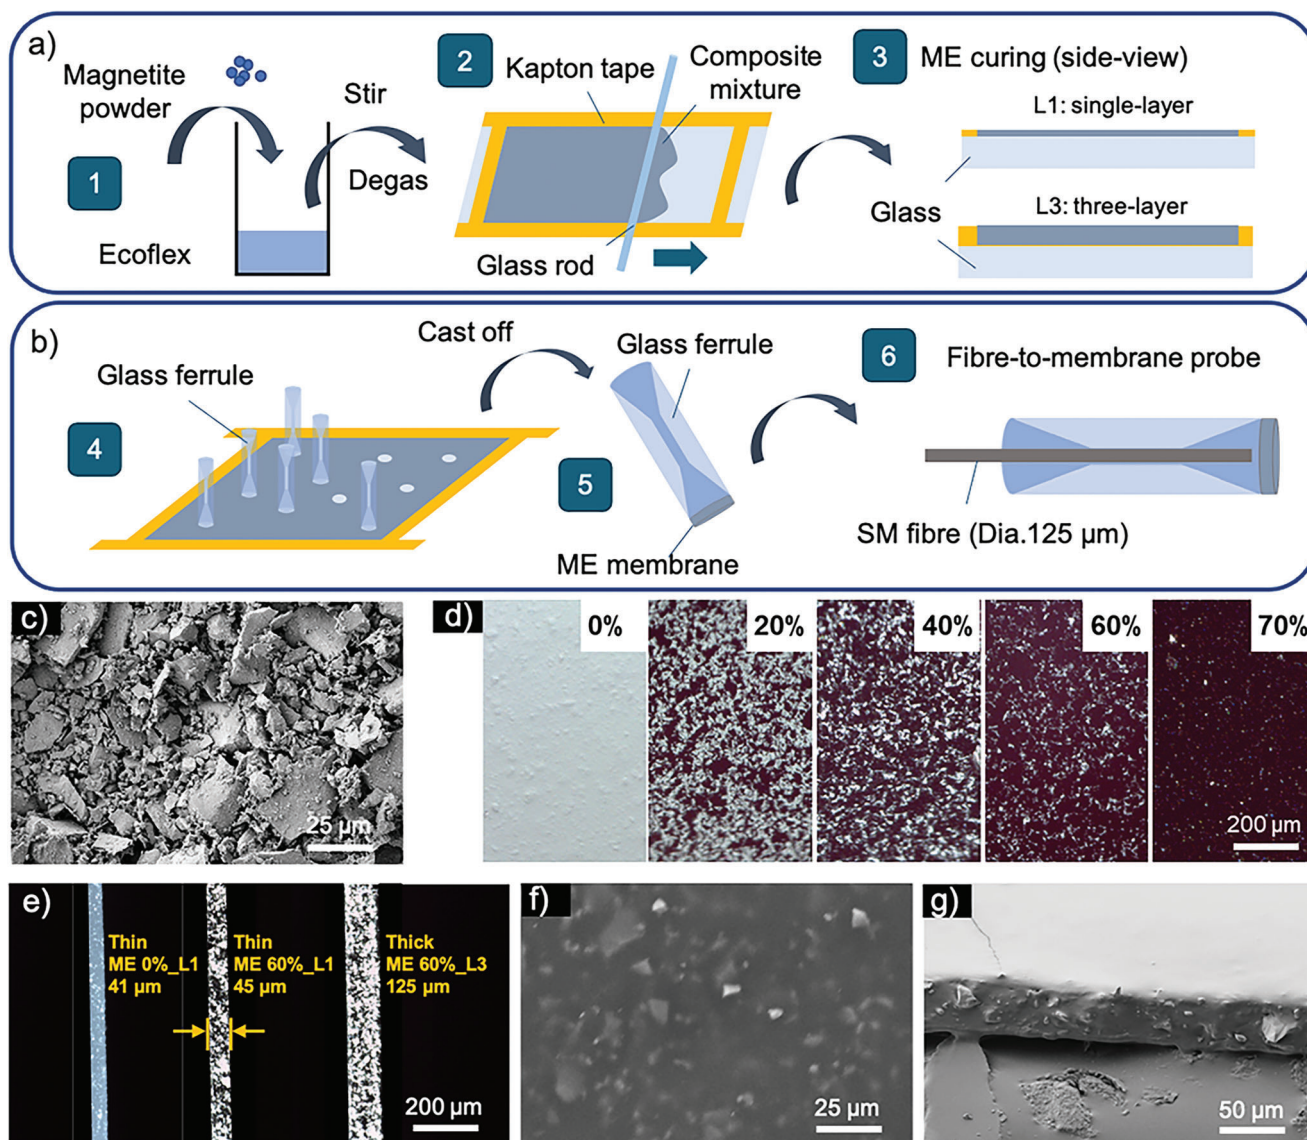 a)
Magnetite
powder
Stir
Degas
1
Ecoflex
2
Kapton tape
Composite
mixture
Glass rod
3
ME curing (side-view)
L1: single-layer
Glass
L3: three-layer
b)
Glass ferrule
4
Cast off
Glass ferrule
5
ME membrane
6
Fibre-to-membrane probe
SM fibre (Dia.125 µm)
c)
25 µm
d)
0%
20%
40%
60%
70%
200 µm
e)
Thin
ME 0%_L1
41 µm
Thin
ME 60%_L1
45 µm
Thick
ME 60%_L3
125 µm
200 µm
f)
25 µm
g)
50 µm